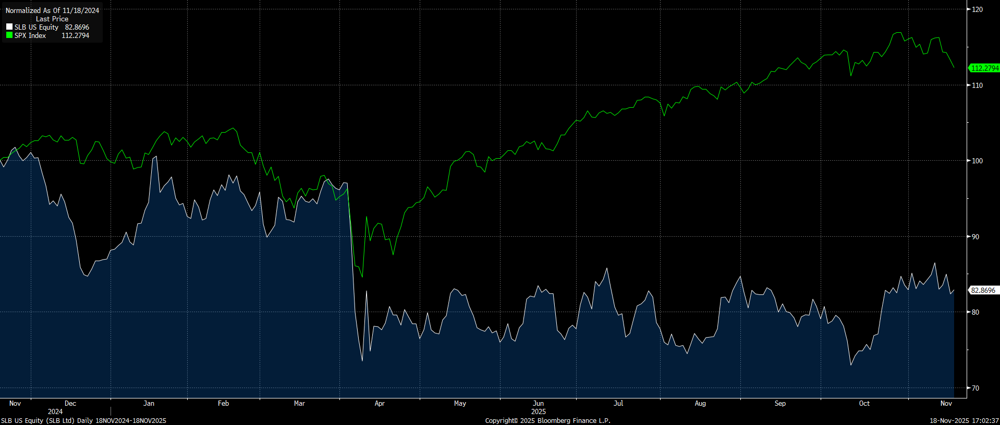 Normalized As Of 11/18/2024
Last Price
SLB US Equity 82.8696
SPX Index 112.2794
120
112.2794
110
100
90
82.8696
80
70
Nov Dec Jan Feb Mar Apr May Jun Jul Aug Sep Oct Nov
2024 2025
SLB US Equity (SLB Ltd) Daily 18NOV2024-18NOV2025 Copyright© 2025 Bloomberg Finance L.P. 18-Nov-2025 17:02:37